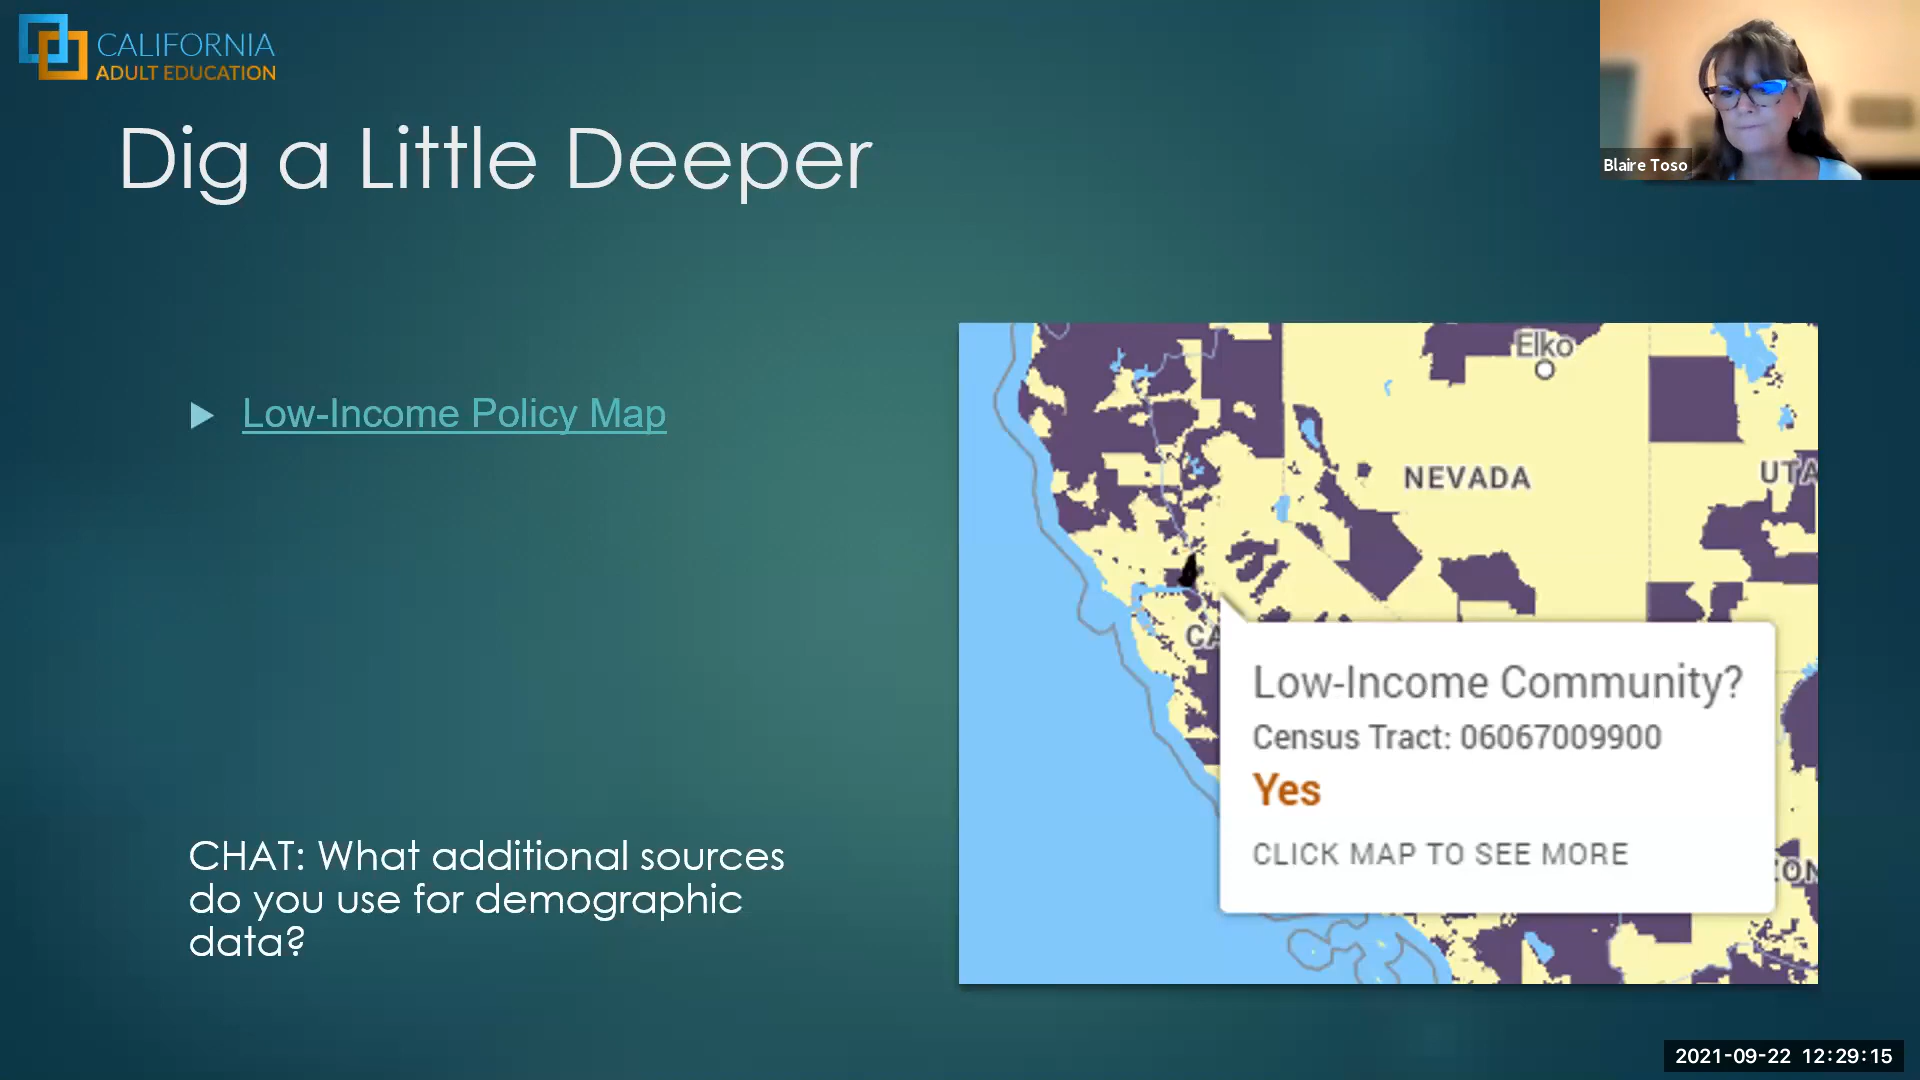 CALIFORNIA
ADULT EDUCATION
Blaire Toso
Dig a Little Deeper
Low-Income Policy Map
Elko
NEVADA
UTA
CA
Low-Income Community?
Census Tract: 06067009900
Yes
CLICK MAP TO SEE MORE
ZON
CHAT: What additional sources
do you use for demographic
data?
2021-09-22 12:29:15